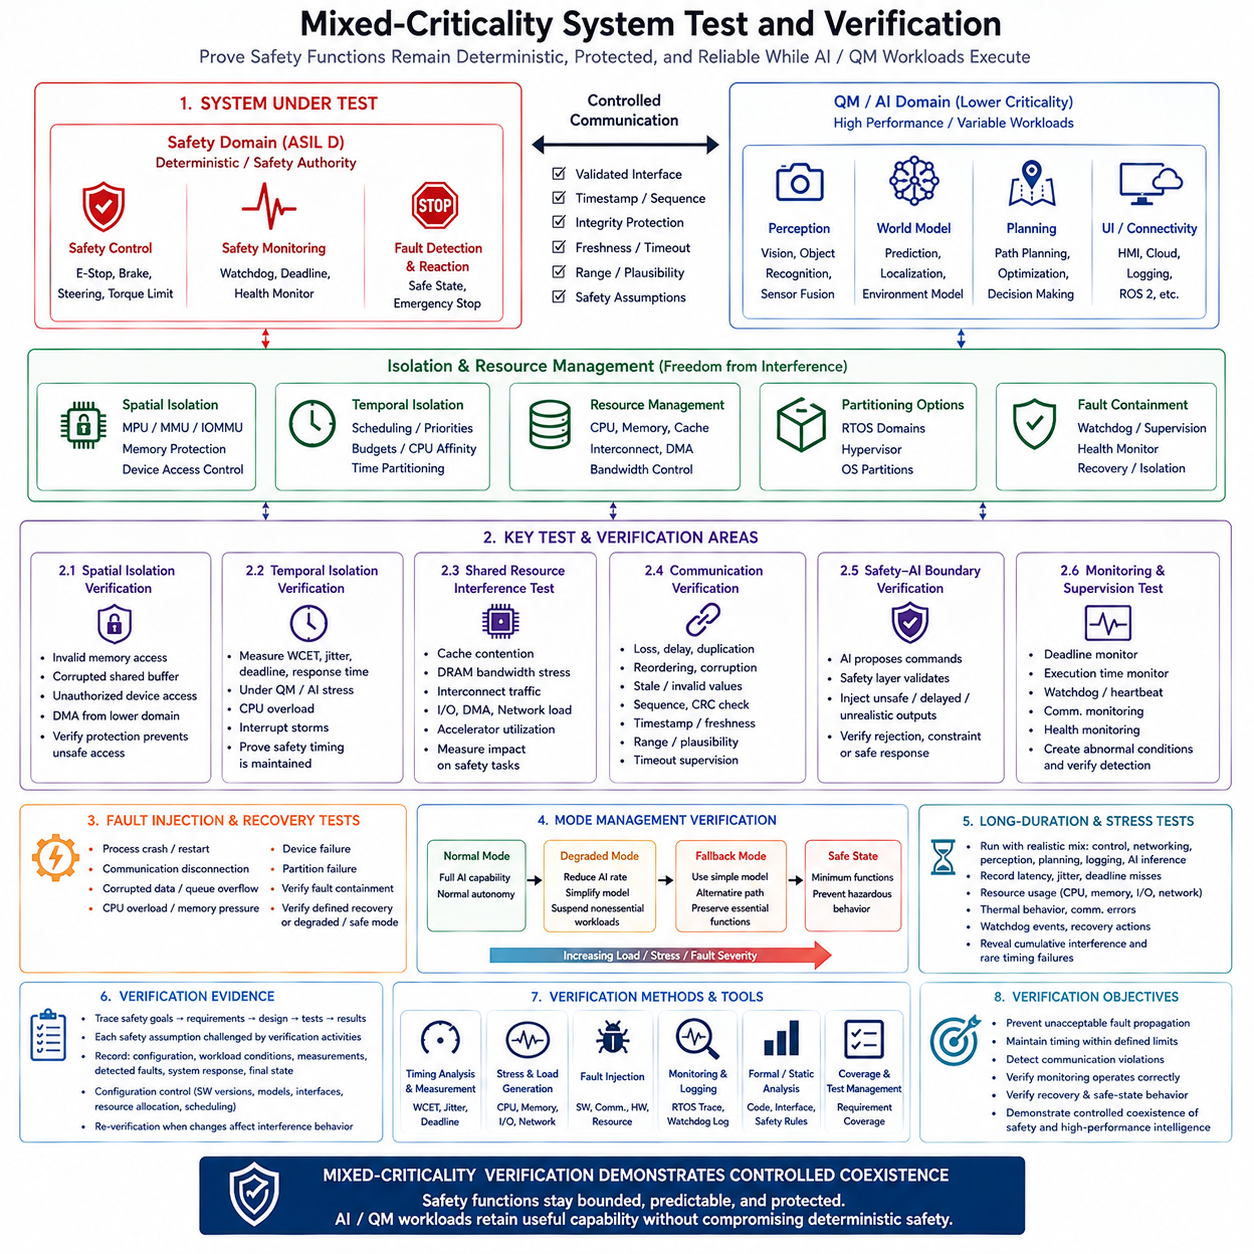 Mixed-Criticality System Test and Verification
Prove Safety Functions Remain Deterministic, Protected, and Reliable While AI / QM Workloads Execute
1. SYSTEM UNDER TEST
Safety Domain (ASIL D)
Deterministic / Safety Authority
Safety Control
E-Stop, Brake,
Steering, Torque Limit
Safety Monitoring
Watchdog, Deadline,
Health Monitor
STOP
Fault Detection
& Reaction
Safe State,
Emergency Stop
Controlled
Communication
Validated Interface
Timestamp / Sequence
Integrity Protection
Freshness / Timeout
Range / Plausibility
Safety Assumptions
QM / AI Domain (Lower Criticality)
High Performance / Variable Workloads
Perception
Vision, Object
Recognition,
Sensor Fusion
World Model
Prediction,
Localization,
Environment Model
Planning
Path Planning,
Optimization,
Decision Making
UI / Connectivity
HMI, Cloud,
Logging,
ROS 2, etc.
Isolation & Resource Management (Freedom from Interference)
Spatial Isolation
MPU / MMU / IOMMU
Memory Protection
Device Access Control
Temporal Isolation
Scheduling / Priorities
Budgets / CPU Affinity
Time Partitioning
Resource Management
CPU, Memory, Cache
Interconnect, DMA
Bandwidth Control
Partitioning Options
RTOS Domains
Hypervisor
OS Partitions
Fault Containment
Watchdog / Supervision
Health Monitor
Recovery / Isolation
2. KEY TEST & VERIFICATION AREAS
2.1 Spatial Isolation
Verification
• Invalid memory access
• Corrupted shared buffer
• Unauthorized device access
• DMA from lower domain
• Verify protection prevents
unsafe access
2.2 Temporal Isolation
Verification
• Measure WCET, jitter,
deadline, response time
• Under QM / AI stress
• CPU overload
• Interrupt storms
• Prove safety timing
is maintained
2.3 Shared Resource
Interference Test
• Cache contention
• DRAM bandwidth stress
• Interconnect traffic
• I/O, DMA, Network load
• Accelerator utilization
• Measure impact
on safety tasks
2.4 Communication
Verification
• Loss, delay, duplication
• Reordering, corruption
• Stale / invalid values
• Sequence, CRC check
• Timestamp / freshness
• Range / plausibility
• Timeout supervision
2.5 Safety–AI Boundary
Verification
• AI proposes commands
• Safety layer validates
• Inject unsafe / delayed /
unrealistic outputs
• Verify rejection, constraint
or safe response
2.6 Monitoring &
Supervision Test
• Deadline monitor
• Execution time monitor
• Watchdog / heartbeat
• Comm. monitoring
• Health monitoring
• Create abnormal conditions
and verify detection
3. FAULT INJECTION & RECOVERY TESTS
• Process crash / restart
• Communication disconnection
• Corrupted data / queue overflow
• CPU overload / memory pressure
• Device failure
• Partition failure
• Verify fault containment
• Verify defined recovery
or degraded / safe mode
4. MODE MANAGEMENT VERIFICATION
Normal Mode
Full AI capability
Normal autonomy
Degraded Mode
Reduce AI rate
Simplify model
Suspend nonessential
workloads
Fallback Mode
Use simple model
Alternatire path
Preserve essential
functions
Safe State
Minimum functions
Prevent hazardous
behavior
Increasing Load / Stress / Fault Severity
5. LONG-DURATION & STRESS TESTS
• Run with realistic mix: control, networking,
perception, planning, logging, AI inference
• Record latency, jitter, deadline misses
• Resource usage (CPU, memory, I/O, network)
• Thermal behavior, comm. errors
• Watchdog events, recovery actions
• Reveal cumulative interference and
rare timing failures
6. VERIFICATION EVIDENCE
• Trace safety goals → requirements → design → tests → results
• Each safety assumption challenged by verification activities
• Record: configuration, workload conditions, measurements,
detected faults, system response, final state
• Configuration control (SW versions, models, interfaces,
resource allocation, scheduling)
• Re-verification when changes affect interference behavior
7. VERIFICATION METHODS & TOOLS
Timing Analysis
& Measurement
WCET, Jitter,
Deadline
Stress & Load
Generation
CPU, Memory,
I/O, Network
Fault Injection
SW, Comm., HW,
Resource
Monitoring &
Logging
RTOS Trace,
Watchdog Log
Formal / Static
Analysis
Code, Interface,
Safety Rules
Coverage &
Test Management
Requirement
Coverage
8. VERIFICATION OBJECTIVES
• Prevent unacceptable fault propagation
• Maintain timing within defined limits
• Detect communication violations
• Verify monitoring operates correctly
• Verify recovery & safe-state behavior
• Demonstrate controlled coexistence of
safety and high-performance intelligence
MIXED-CRITICALITY VERIFICATION DEMONSTRATES CONTROLLED COEXISTENCE
Safety functions stay bounded, predictable, and protected.
AI / QM workloads retain useful capability without compromising deterministic safety.